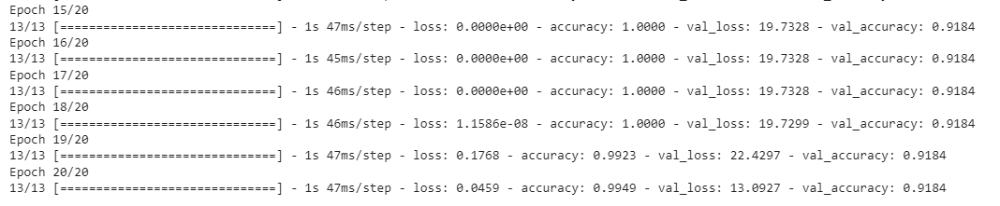 Epoch 15/20
13/13 [==============================] - 1s 47ms/step - loss: 0.0000e+00 - accuracy: 1.0000 - val_loss: 19.7328 - val_accuracy: 0.9184
Epoch 16/20
13/13 [==============================] - 1s 45ms/step - loss: 0.0000e+00 - accuracy: 1.0000 - val_loss: 19.7328 - val_accuracy: 0.9184
Epoch 17/20
13/13 [==============================] - 1s 46ms/step - loss: 0.0000e+00 - accuracy: 1.0000 - val_loss: 19.7328 - val_accuracy: 0.9184
Epoch 18/20
13/13 [==============================] - 1s 46ms/step - loss: 1.1586e-08 - accuracy: 1.0000 - val_loss: 19.7299 - val_accuracy: 0.9184
Epoch 19/20
13/13 [==============================] - 1s 47ms/step - loss: 0.1768 - accuracy: 0.9923 - val_loss: 22.4297 - val_accuracy: 0.9184
Epoch 20/20
13/13 [==============================] - 1s 47ms/step - loss: 0.0459 - accuracy: 0.9949 - val_loss: 13.0927 - val_accuracy: 0.9184